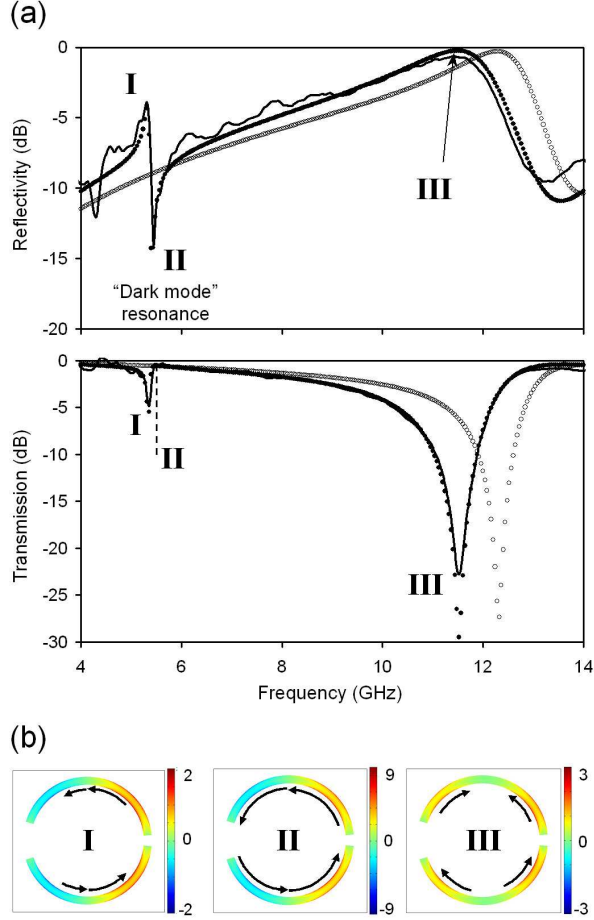 (a)
0
-5
-10
-15
-20
Reflectivity (dB)
I
II
"Dark mode"
resonance
III
0
-5
-10
-15
-20
-25
-30
Transmission (dB)
I
II
III
4
6
8
10
12
14
Frequency (GHz)
(b)
I
2
0
-2
II
9
0
-9
III
3
0
-3